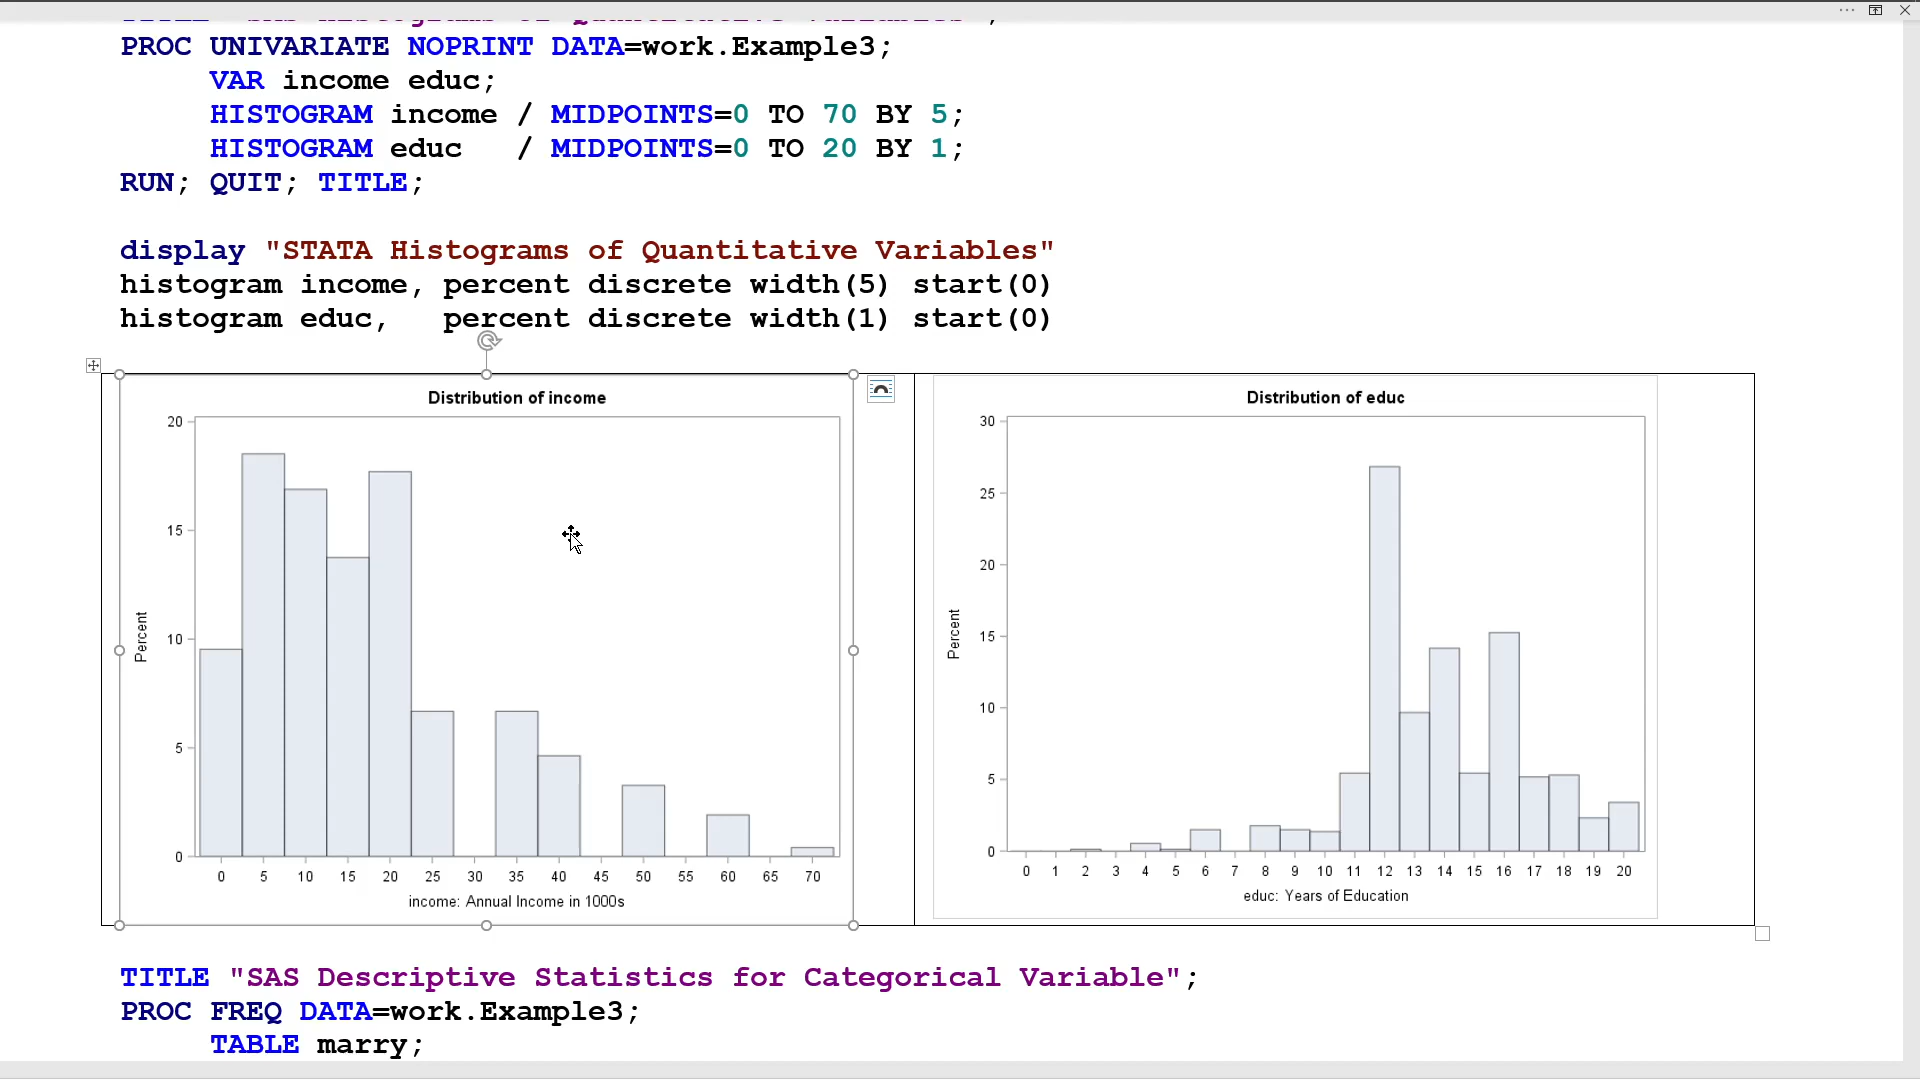 TITLE "SAS Histograms of Quantitative Variables";
PROC UNIVARIATE NOPRINT DATA=work.Example3;
VAR income educ;
HISTOGRAM income / MIDPOINTS=0 TO 70 BY 5;
HISTOGRAM educ / MIDPOINTS=0 TO 20 BY 1;
RUN; QUIT; TITLE;
display "STATA Histograms of Quantitative Variables"
histogram income, percent discrete width(5) start(0)
histogram educ, percent discrete width(1) start(0)
Distribution of income
20
15
10
5
0
Percent
0 5 10 15 20 25 30 35 40 45 50 55 60 65 70
income: Annual Income in 1000s
Distribution of educ
30
25
20
15
10
5
0
Percent
0 1 2 3 4 5 6 7 8 9 10 11 12 13 14 15 16 17 18 19 20
educ: Years of Education
TITLE "SAS Descriptive Statistics for Categorical Variable";
PROC FREQ DATA=work.Example3;
TABLE marry;